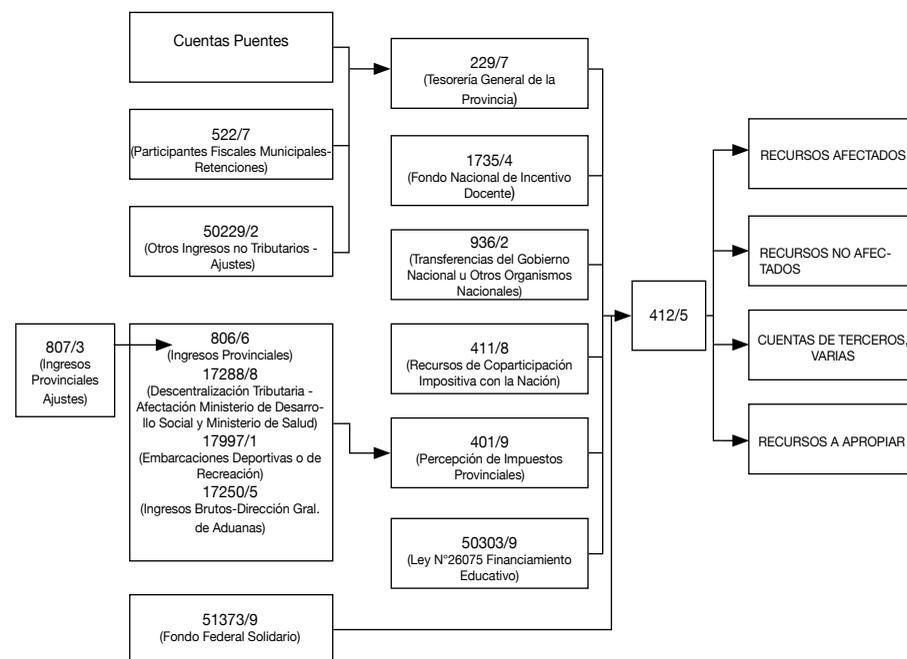 Cuentas Puentes
522/7
(Participantes Fiscales Municipales-
Retenciones)
50229/2
(Otros Ingresos no Tributarios -
Ajustes)
807/3
(Ingresos
Provinciales
Ajustes)
806/6
(Ingresos Provinciales)
17288/8
(Descentralización Tributaria -
Afectación Ministerio de Desarro-
llo Social y Ministerio de Salud)
17997/1
(Embarcaciones Deportivas o de
Recreación)
17250/5
(Ingresos Brutos-Dirección Gral.
de Aduanas)
51373/9
(Fondo Federal Solidario)
229/7
(Tesorería General de la
Provincia)
1735/4
(Fondo Nacional de Incentivo
Docente)
936/2
(Transferencias del Gobierno
Nacional u Otros Organismos
Nacionales)
411/8
(Recursos de Coparticipación
Impositiva con la Nación)
401/9
(Percepción de Impuestos
Provinciales)
50303/9
(Ley N°26075 Financiamiento
Educativo)
412/5
RECURSOS AFECTADOS
RECURSOS NO AFEC-
TADOS
CUENTAS DE TERCEROS,
VARIAS
RECURSOS A APROPIAR